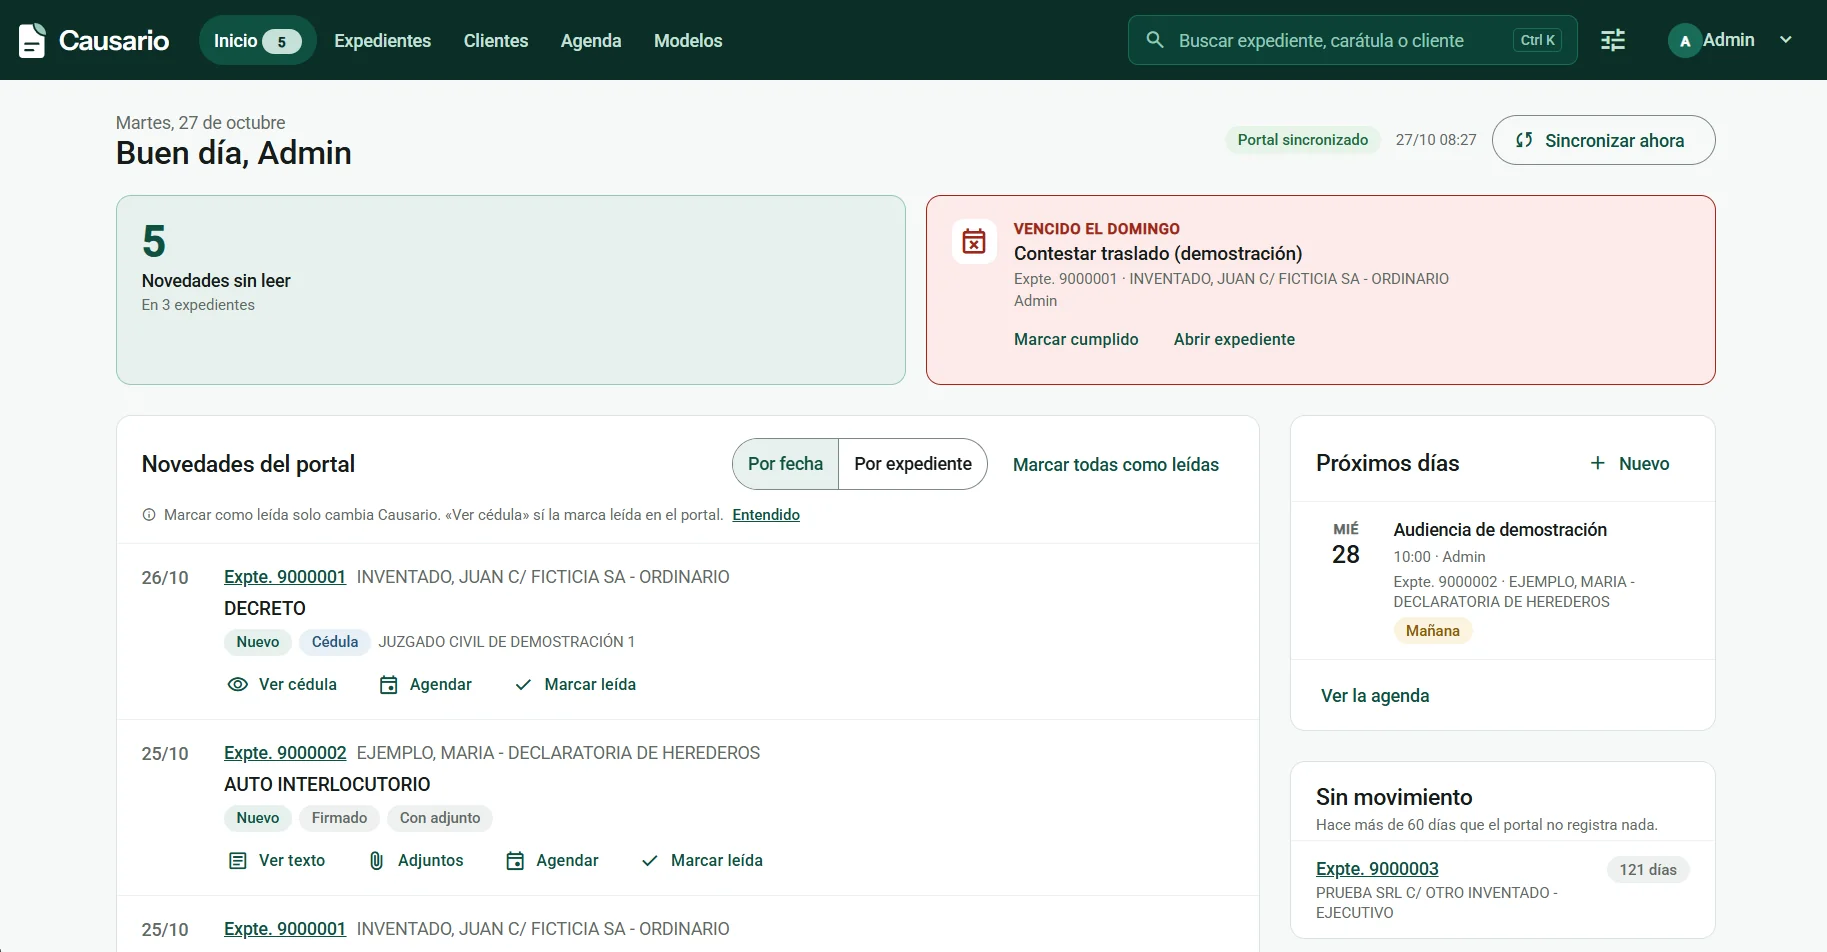 Causario
Inicio 5
Expedientes
Clientes
Agenda
Modelos
Buscar expediente, carátula o cliente
Ctrl K
A
Admin
Martes, 27 de octubre
Buen día, Admin
Portal sincronizado
27/10 08:27
Sincronizar ahora
5
Novedades sin leer
En 3 expedientes
VENCIDO EL DOMINGO
Contestar traslado (demostración)
Expte. 9000001 · INVENTADO, JUAN C/ FICTICIA SA - ORDINARIO
Admin
Marcar cumplido
Abrir expediente
Novedades del portal
Por fecha
Por expediente
Marcar todas como leídas
Marcar como leída solo cambia Causario. «Ver cédula» sí la marca leída en el portal. Entendido
26/10
Expte. 9000001 INVENTADO, JUAN C/ FICTICIA SA - ORDINARIO
DECRETO
Nuevo
Cédula
JUZGADO CIVIL DE DEMOSTRACIÓN 1
Ver cédula
Agendar
Marcar leída
25/10
Expte. 9000002 EJEMPLO, MARIA - DECLARATORIA DE HEREDEROS
AUTO INTERLOCUTORIO
Nuevo
Firmado
Con adjunto
Ver texto
Adjuntos
Agendar
Marcar leída
25/10
Expte. 9000001 INVENTADO, JUAN C/ FICTICIA SA - ORDINARIO
Próximos días
Nuevo
MIÉ
28
Audiencia de demostración
10:00 · Admin
Expte. 9000002 · EJEMPLO, MARIA -
DECLARATORIA DE HEREDEROS
Mañana
Ver la agenda
Sin movimiento
Hace más de 60 días que el portal no registra nada.
Expte. 9000003
121 días
PRUEBA SRL C/ OTRO INVENTADO -
EJECUTIVO